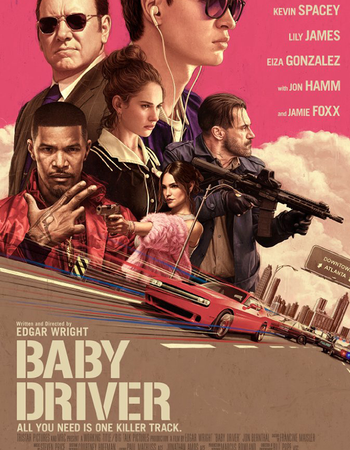 KEVIN SPACEY
LILY JAMES
EIZA GONZALEZ
WITH JON HAMM
AND JAMIE FOXX
DOWNTOWN
ATLANTA
Written and Directed by
EDGAR WRIGHT
BABY
DRIVER
ALL YOU NEED IS ONE KILLER TRACK.